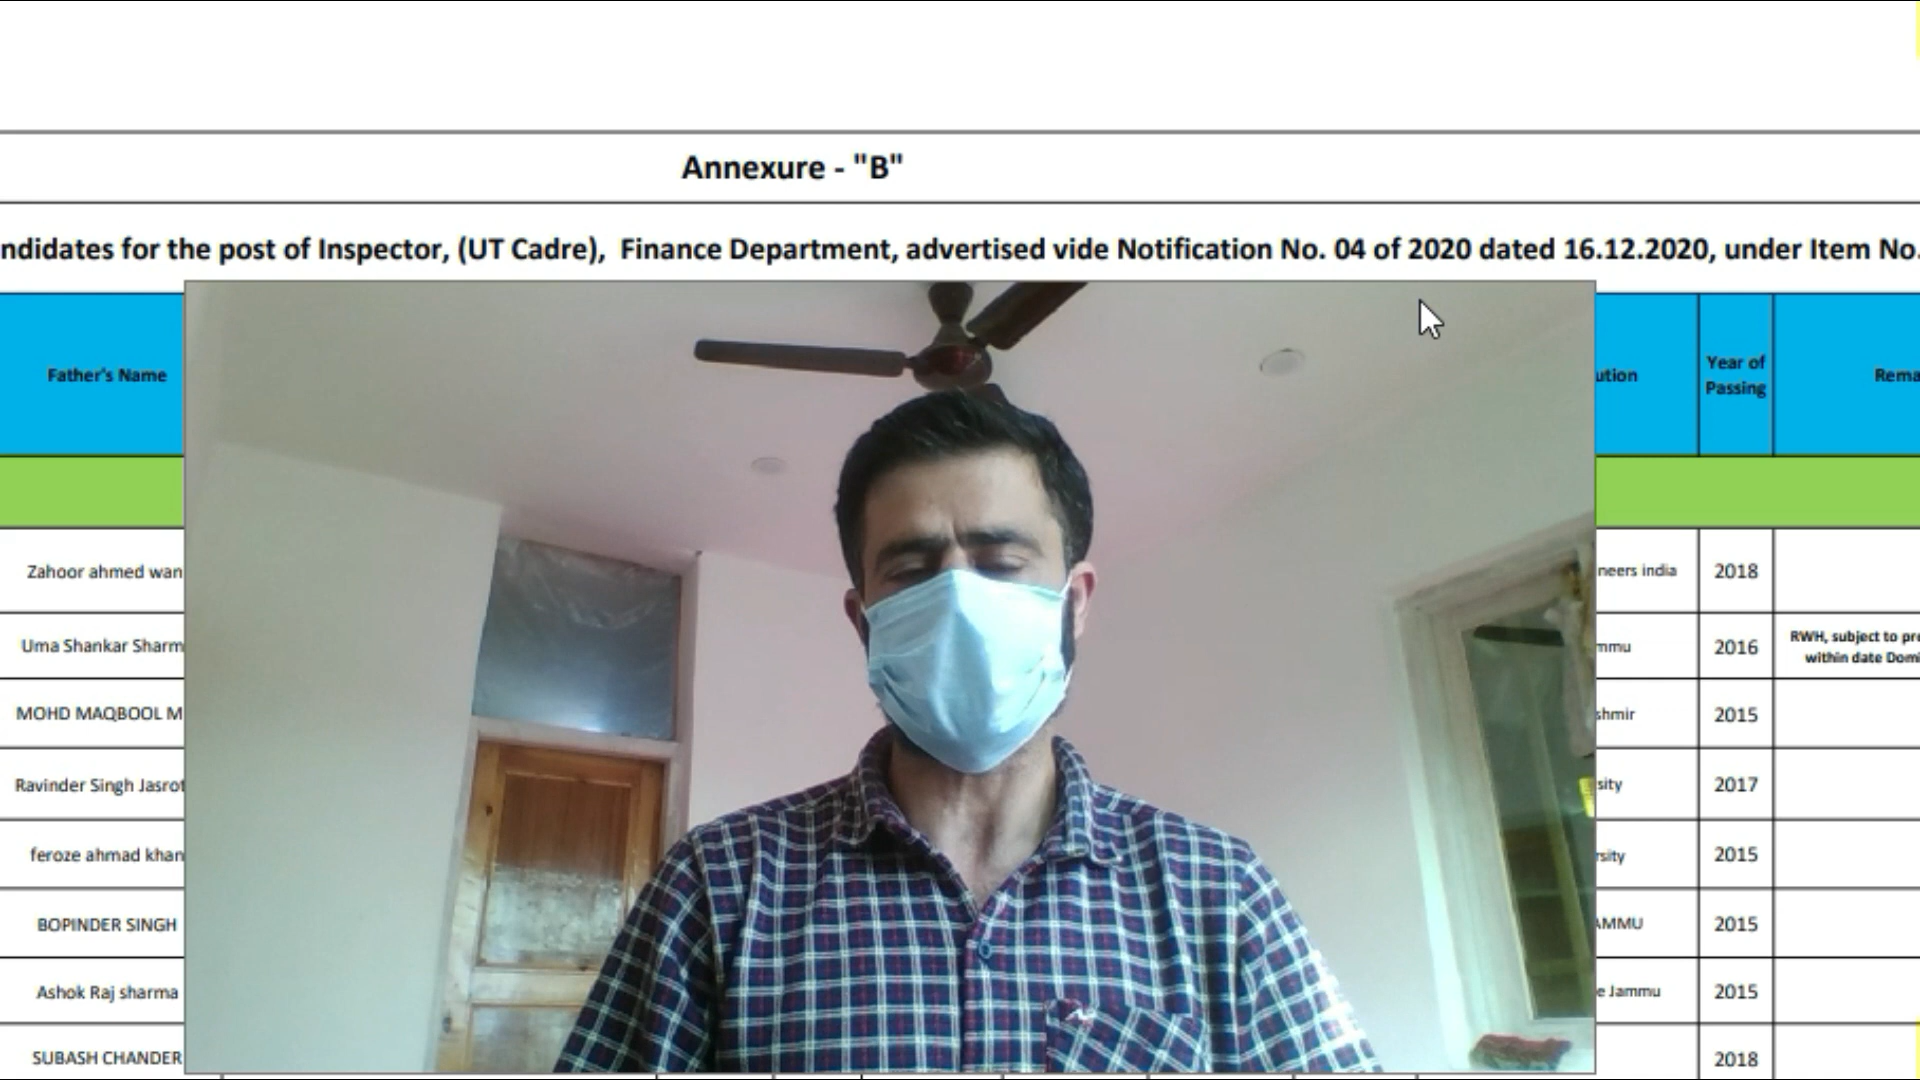 Annexure - "B"
ndidates for the post of Inspector, (UT Cadre), Finance Department, advertised vide Notification No. 04 of 2020 dated 16.12.2020, under Item No.
Father's Name
ution
Year of
Passing
Rema
Zahoor ahmed wan
neers india
2018
Uma Shankar Sharm
mmu
2016
RWH, subject to pre
within date Domi
MOHD MAQBOOL M
shmir
2015
Ravinder Singh Jasrot
sity
2017
feroze ahmad khan
rsity
2015
BOPINDER SINGH
AMMU
2015
Ashok Raj sharma
e Jammu
2015
SUBASH CHANDER
2018